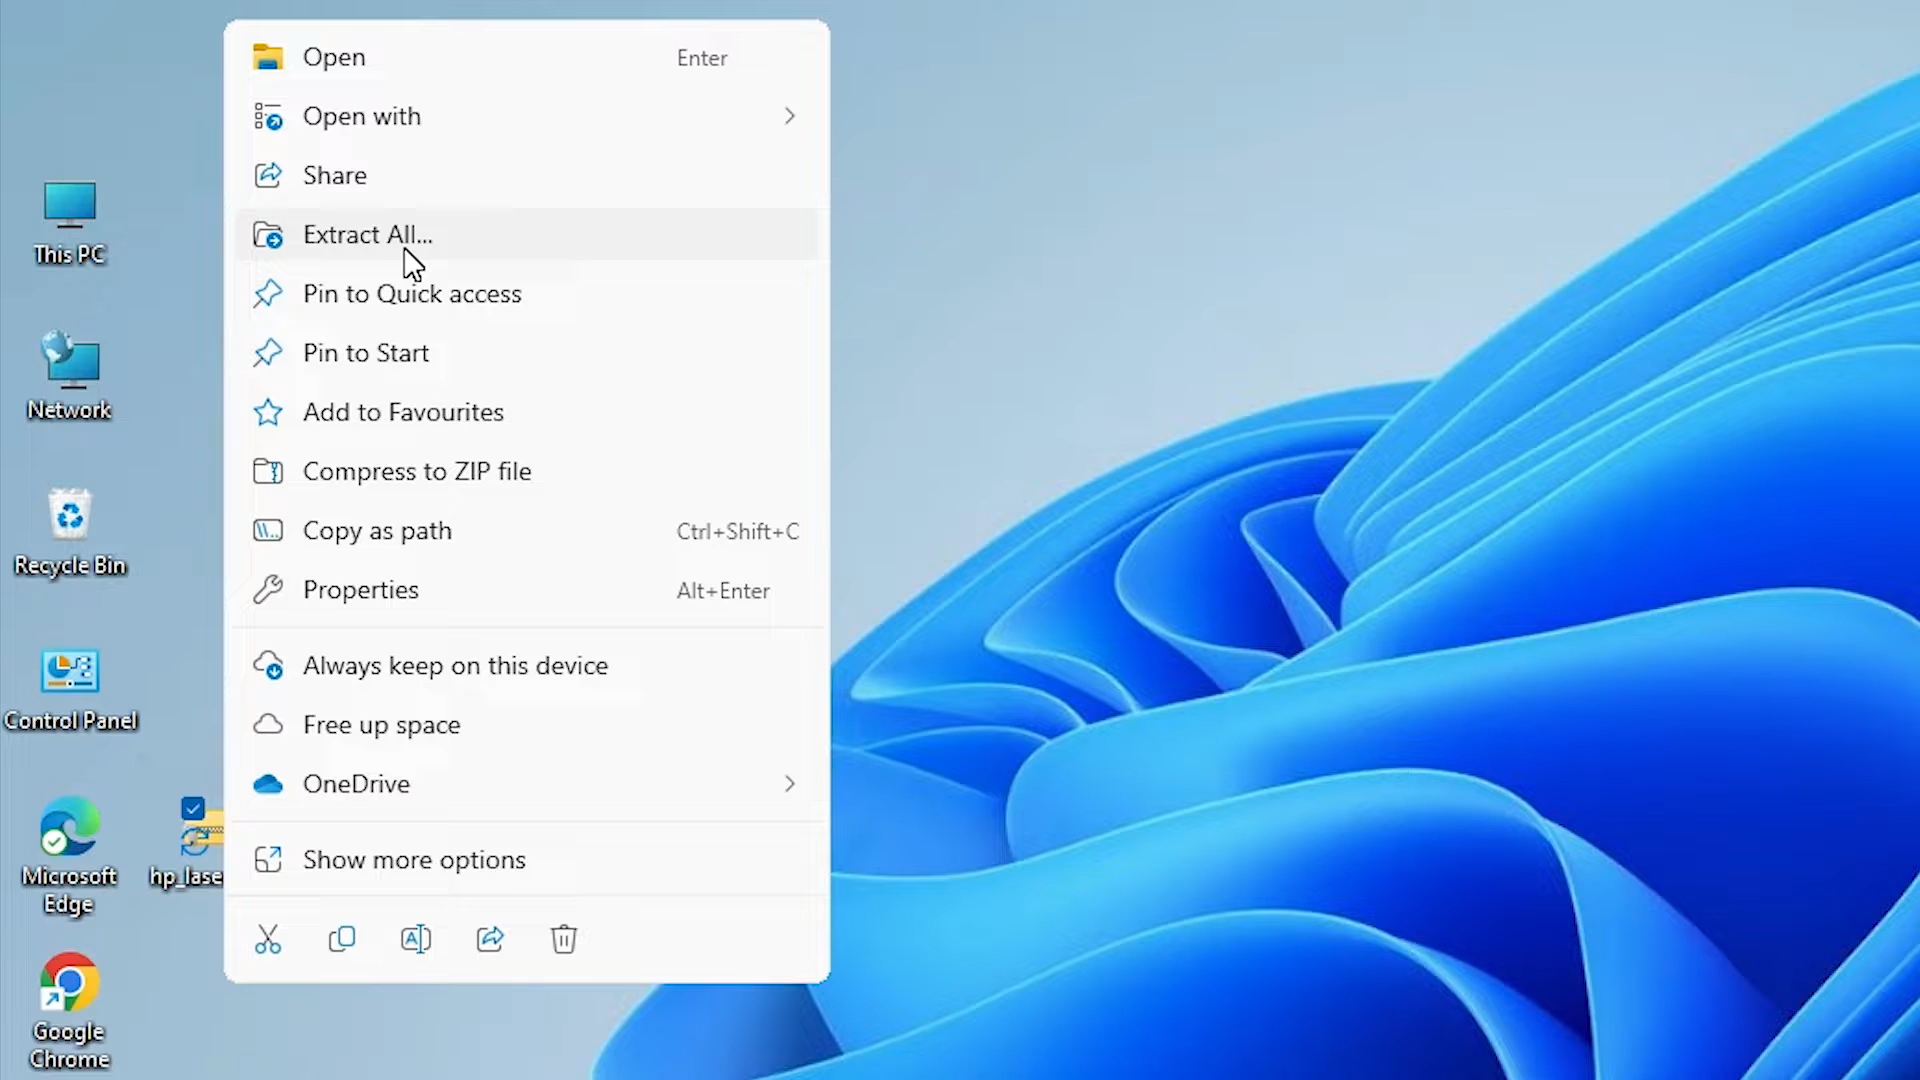 Open Enter
Open with
Share
Extract All...
Pin to Quick access
Pin to Start
Add to Favourites
Compress to ZIP file
Copy as path Ctrl+Shift+C
Properties Alt+Enter
Always keep on this device
Free up space
OneDrive
Show more options
This PC
Network
Recycle Bin
Control Panel
Microsoft
Edge
hp_lase
Google
Chrome